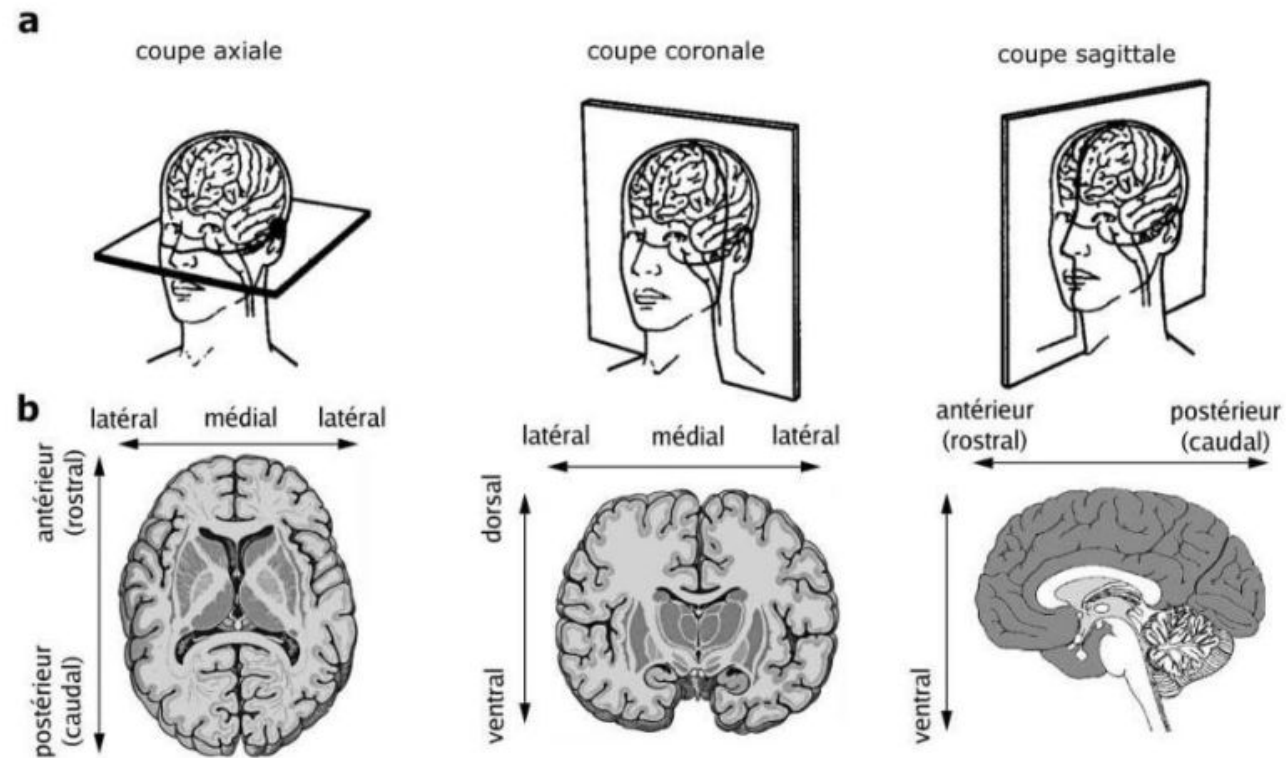 a
coupe axiale
coupe coronale
coupe sagittale
b
latéral médial latéral
antérieur
(rostral)
postérieur
(caudal)
latéral médial latéral
dorsal
ventral
antérieur
(rostral)
postérieur
(caudal)
ventral